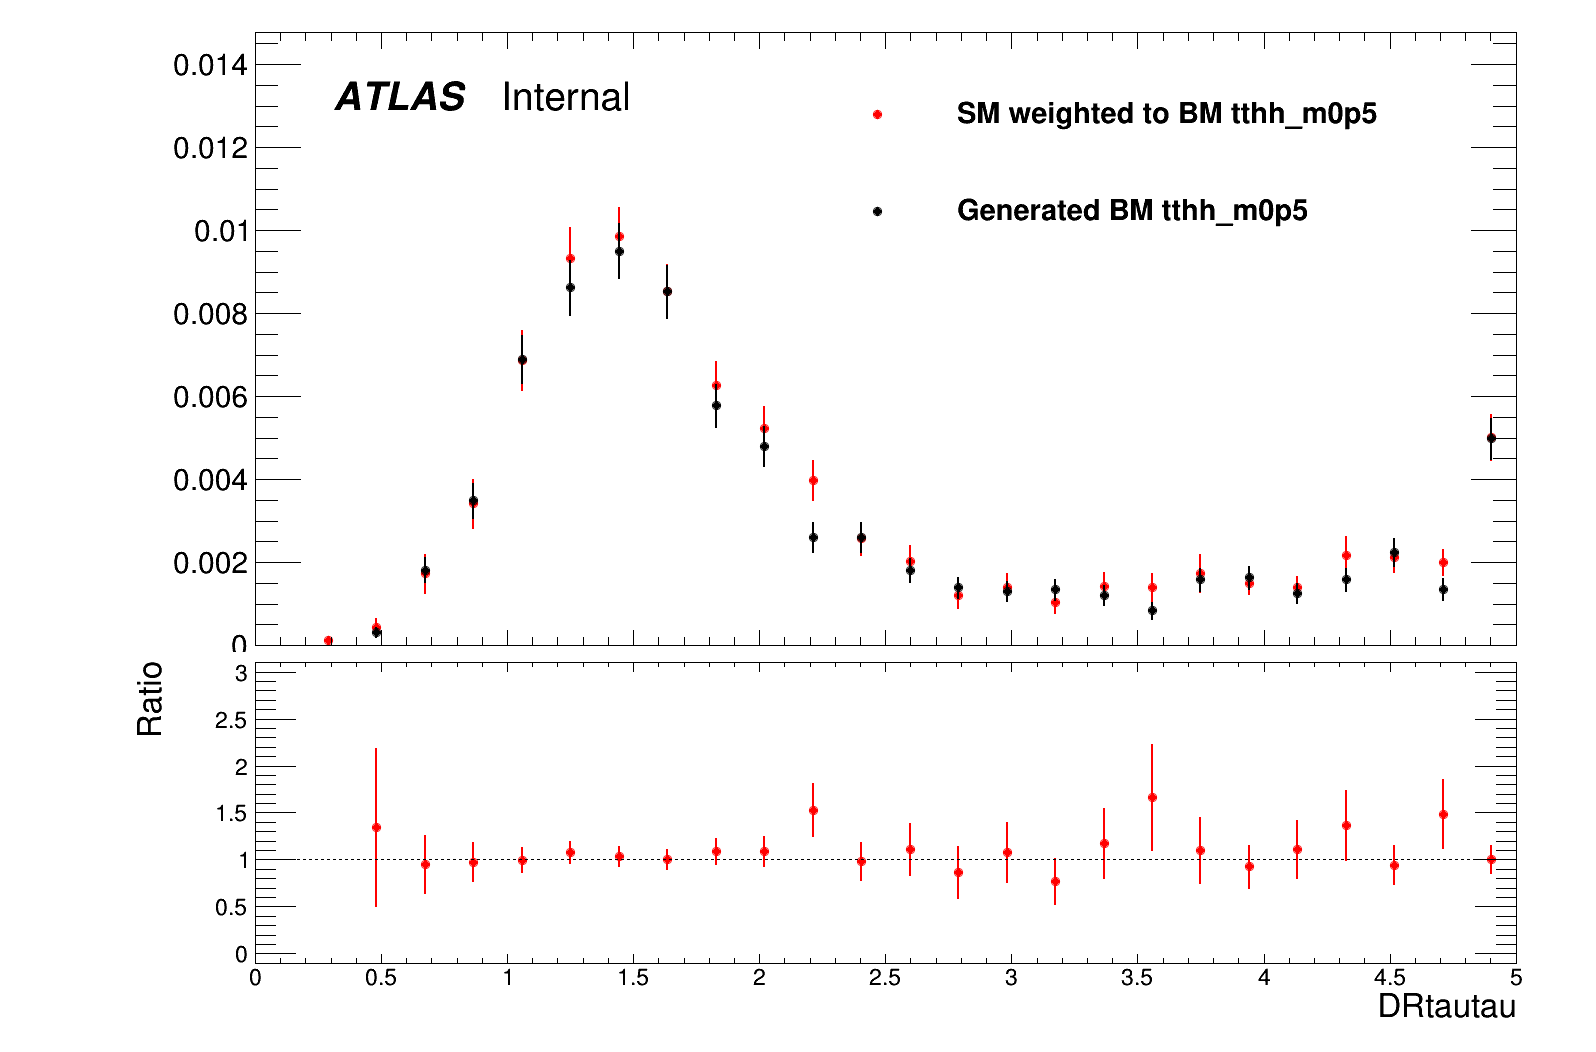 0.014
ATLAS Internal
SM weighted to BM tthh_m0p5
0.012
Generated BM tthh_m0p5
0.01
0.008
0.006
0.004
0.002
0
Ratio
3
2.5
2
1.5
1
0.5
0
0 0.5 1 1.5 2 2.5 3 3.5 4 4.5 5
DRtautau